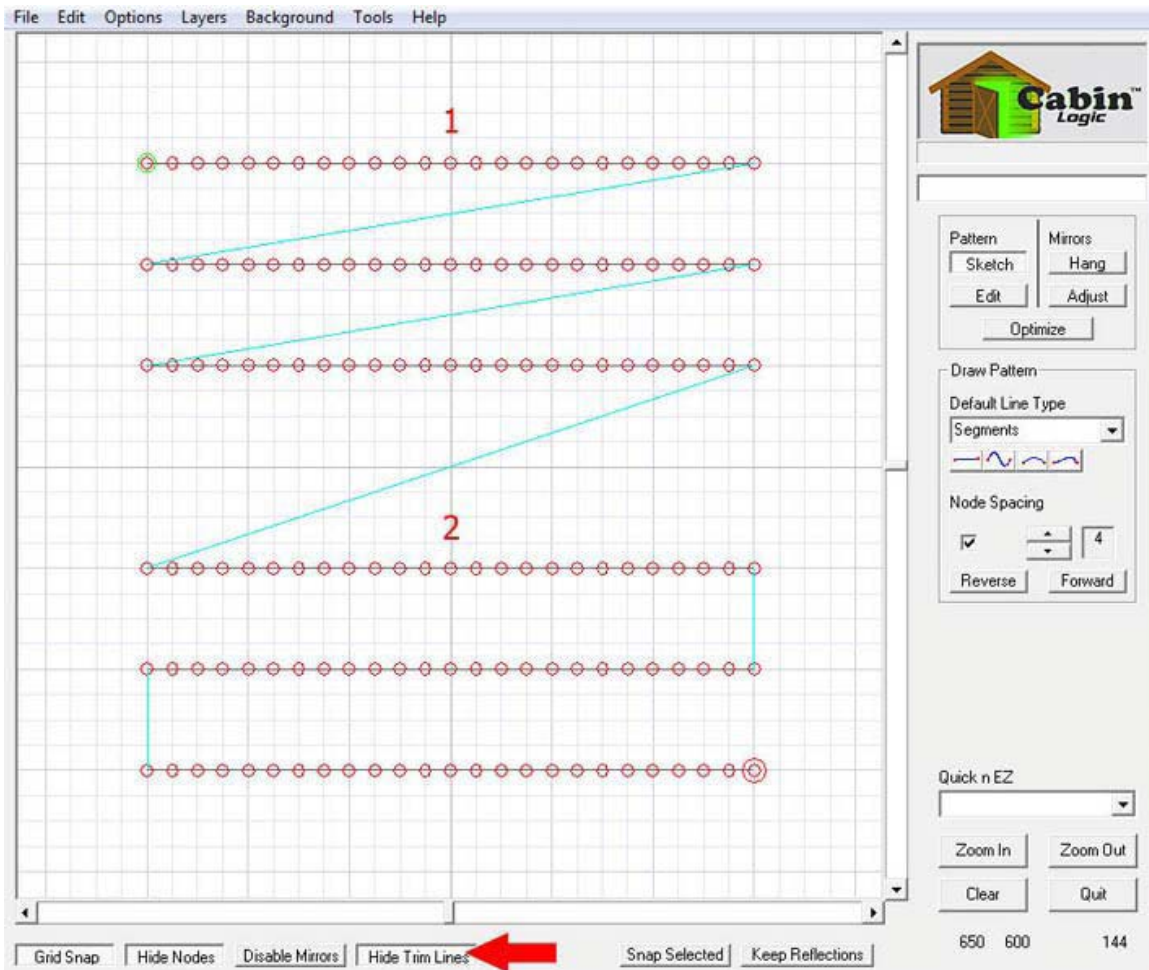 File Edit Options Layers Background Tools Help
1
2
Cabin™
Logic
Pattern
Mirrors
Sketch
Hang
Edit
Adjust
Optimize
Draw Pattern
Default Line Type
Segments
Node Spacing
4
Reverse
Forward
Quick n EZ
Zoom In
Zoom Out
Clear
Quit
650 600 144
Grid Snap Hide Nodes Disable Mirrors Hide Trim Lines Snap Selected Keep Reflections